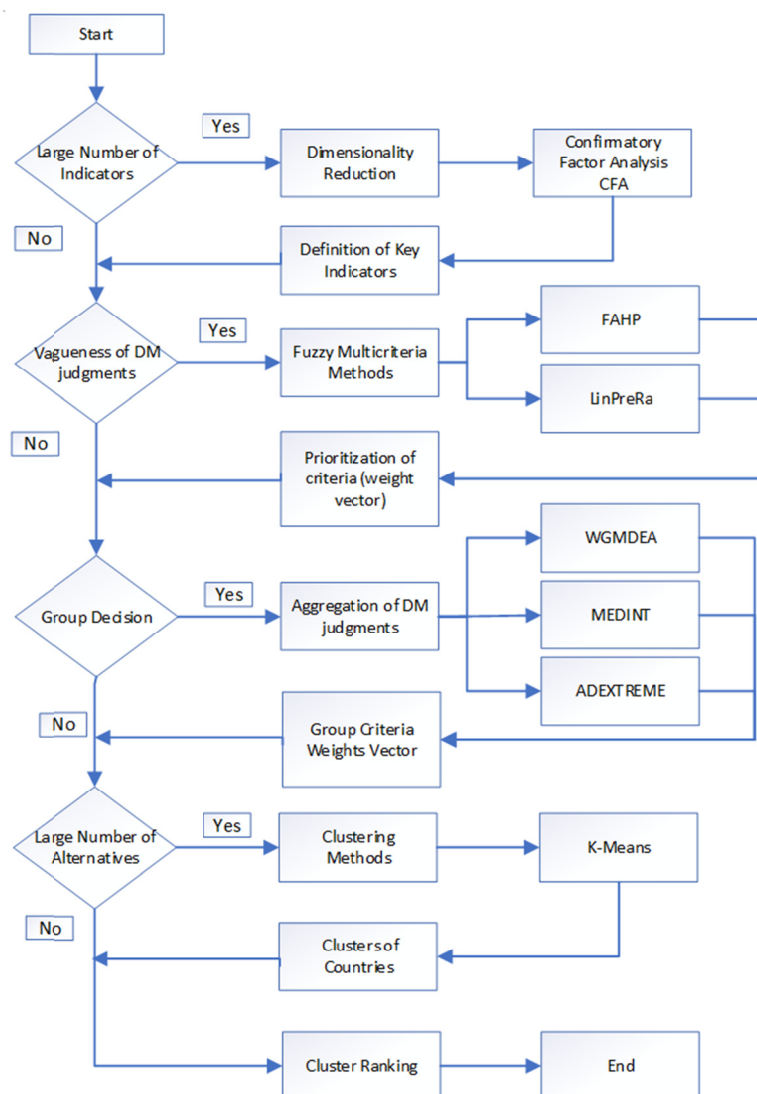 Start
Yes
Large Number of
Indicators
Dimensionality
Reduction
Confirmatory
Factor Analysis
CFA
No
Definition of Key
Indicators
Yes
Vagueness of DM
judgments
Fuzzy Multicriteria
Methods
FAHP
LinPreRa
No
Prioritization of
criteria (weight
vector)
Yes
Group Decision
Aggregation of DM
judgments
WGMDEA
MEDINT
ADEXTREME
No
Group Criteria
Weights Vector
Yes
Large Number of
Alternatives
Clustering
Methods
K-Means
No
Clusters of
Countries
Cluster Ranking
End